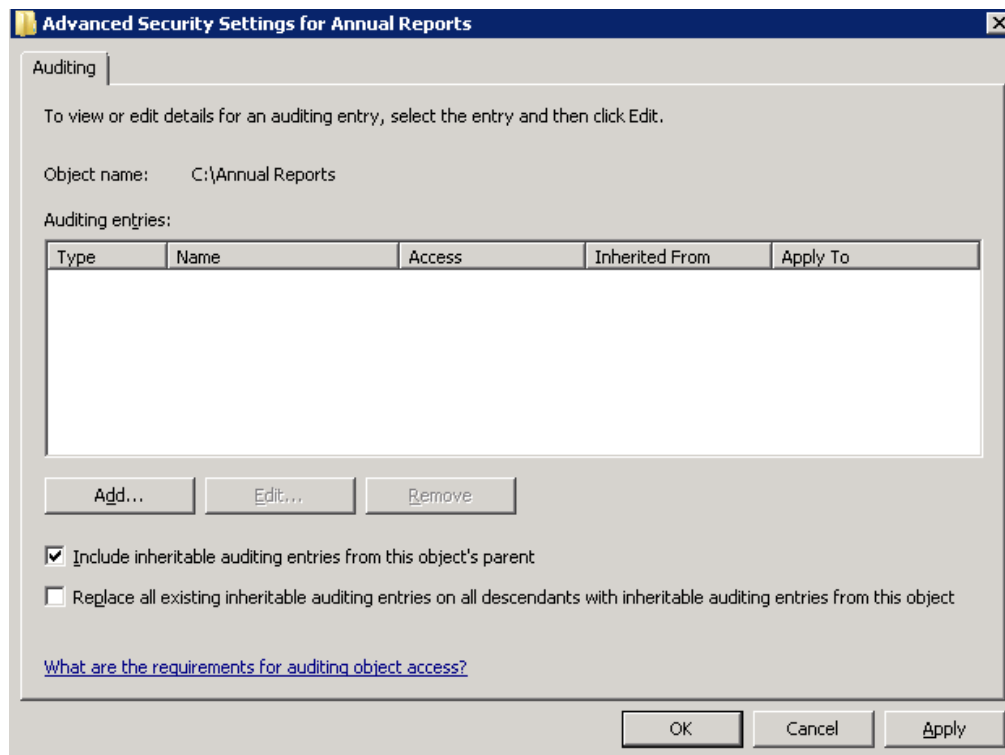 Advanced Security Settings for Annual Reports
Auditing
To view or edit details for an auditing entry, select the entry and then click Edit.
Object name: C:\Annual Reports
Auditing entries:
Type Name Access Inherited From Apply To
Add... Edit... Remove
Include inheritable auditing entries from this object's parent
Replace all existing inheritable auditing entries on all descendants with inheritable auditing entries from this object
What are the requirements for auditing object access?
OK Cancel Apply